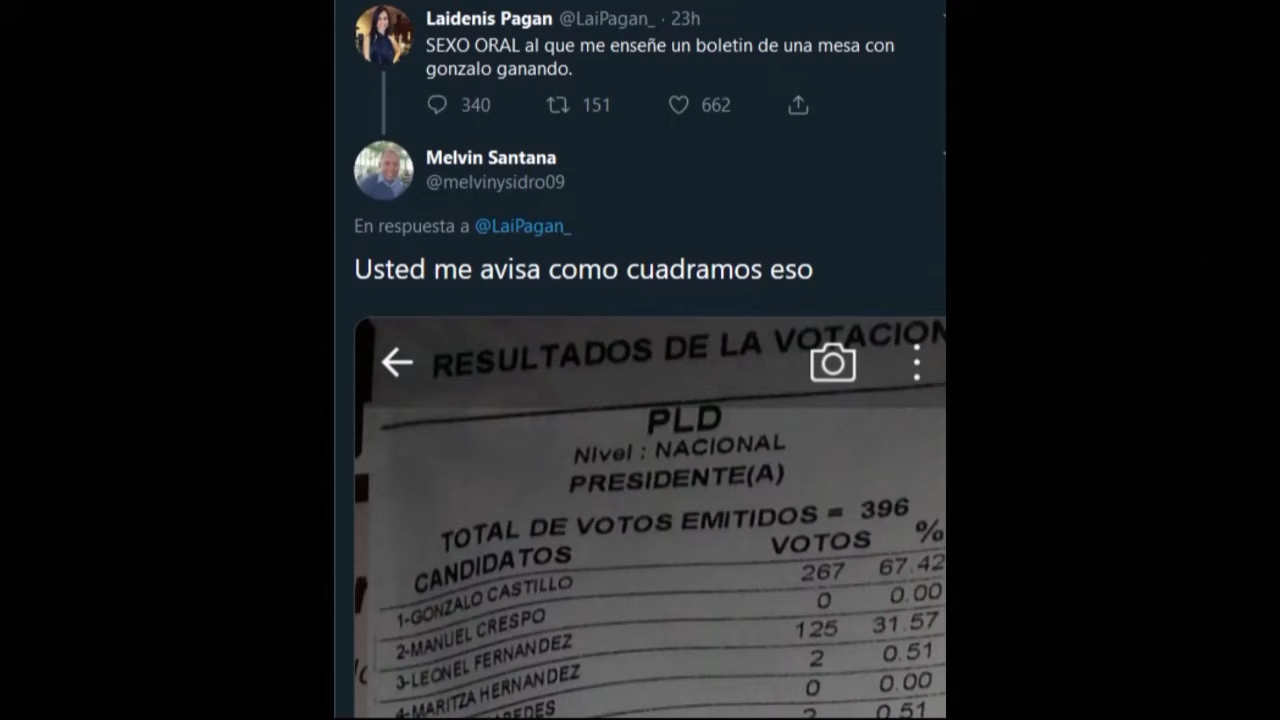 Laidenis Pagan @LaiPagan_ · 23h
SEXO ORAL al que me enseñe un boletin de una mesa con
gonzalo ganando.
340 151 662
Melvin Santana
@melvinysidro09
En respuesta a @LaiPagan_
Usted me avisa como cuadramos eso
RESULTADOS DE LA VOTACION
PLD
Nivel : NACIONAL
PRESIDENTE(A)
TOTAL DE VOTOS EMITIDOS = 396
CANDIDATOS VOTOS %
1-GONZALO CASTILLO 267 67.42
2-MANUEL CRESPO 0 0.00
3-LEONEL FERNANDEZ 125 31.57
4-MARITZA HERNANDEZ 2 0.51
0 0.00
2 0.51